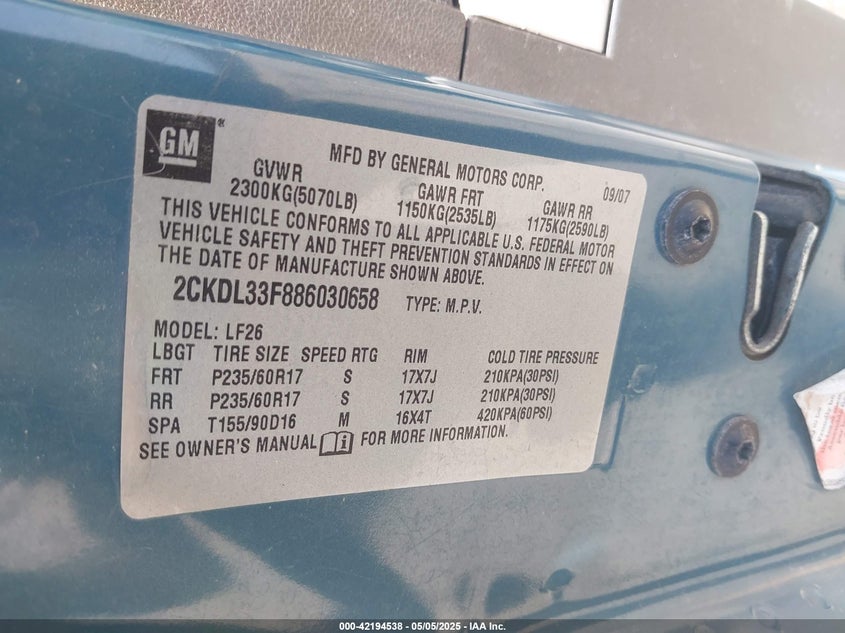 GM
MFD BY GENERAL MOTORS CORP. 09/07
GVWR GAWR FRT GAWR RR
2300KG(5070LB) 1150KG(2535LB) 1175KG(2590LB)
THIS VEHICLE CONFORMS TO ALL APPLICABLE U.S. FEDERAL MOTOR
VEHICLE SAFETY AND THEFT PREVENTION STANDARDS IN EFFECT ON
THE DATE OF MANUFACTURE SHOWN ABOVE.
2CKDL33F886030658 TYPE: M.P.V.
MODEL: LF26
LBGT TIRE SIZE SPEED RTG RIM COLD TIRE PRESSURE
FRT P235/60R17 S 17X7J 210KPA(30PSI)
RR P235/60R17 S 17X7J 210KPA(30PSI)
SPA T155/90D16 M 16X4T 420KPA(60PSI)
SEE OWNER'S MANUAL FOR MORE INFORMATION.
000-42194538 - 05/05/2025 - IAA Inc.